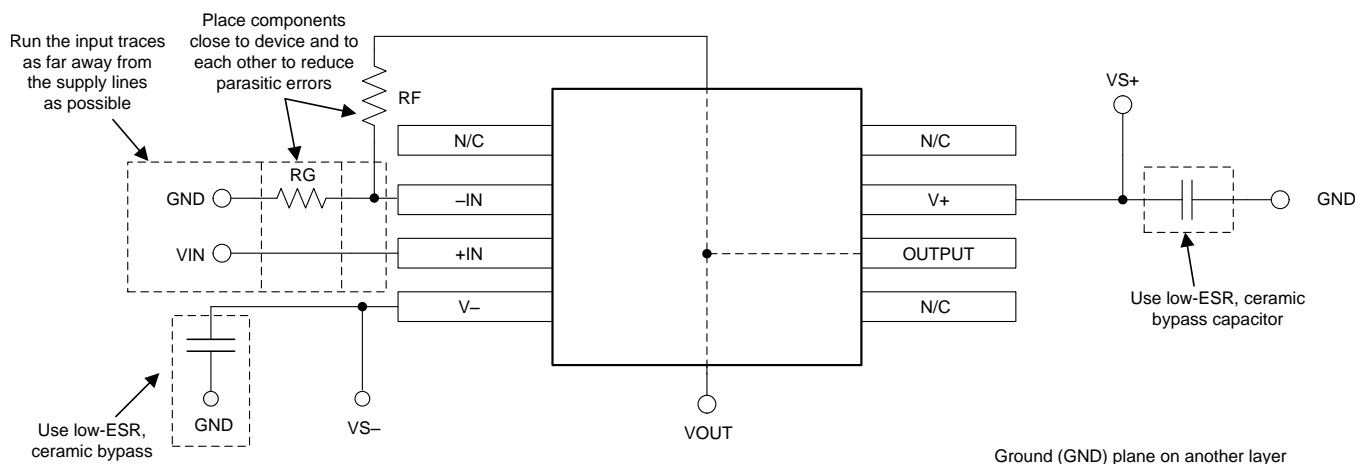 Run the input traces
as far away from
the supply lines
as possible
Place components
close to device and to
each other to reduce
parasitic errors
RF
VS+
N/C
N/C
RG
GND
–IN
V+
GND
VIN
+IN
OUTPUT
V–
N/C
Use low-ESR, ceramic
bypass capacitor
GND
VS–
VOUT
Use low-ESR,
ceramic bypass
Ground (GND) plane on another layer